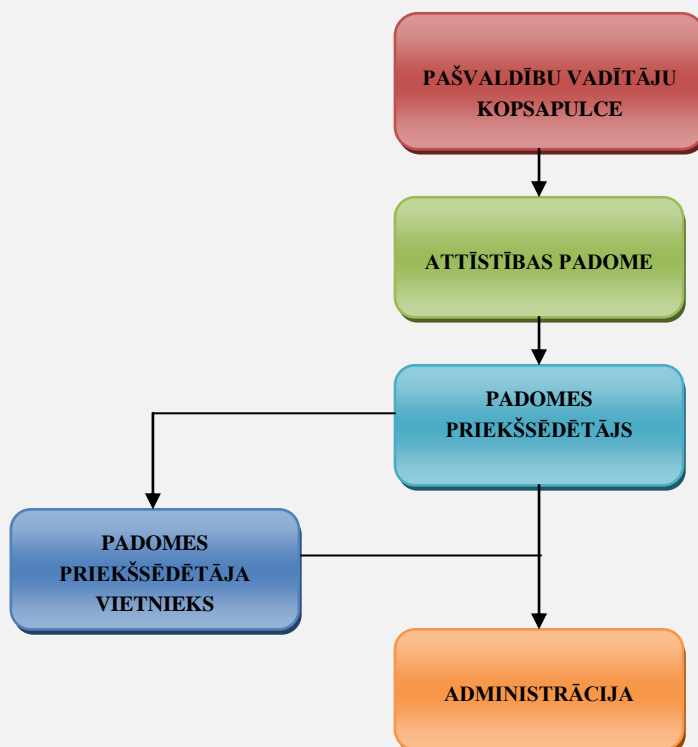 PAŠVALDĪBU VADĪTĀJU
KOPSAPULCE
ATTĪSTĪBAS PADOME
PADOMES
PRIEKŠSĒDĒTĀJS
PADOMES
PRIEKŠSĒDĒTĀJA
VIETNIEKS
ADMINISTRĀCIJA